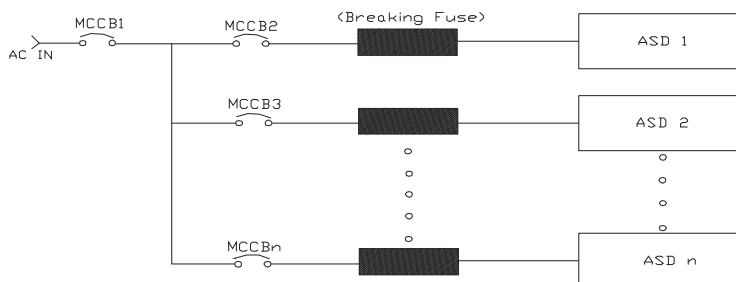 (Breaking Fuse)
MCCB1
MCCB2
ASD 1
AC IN
MCCB3
ASD 2
MCCBn
ASD n